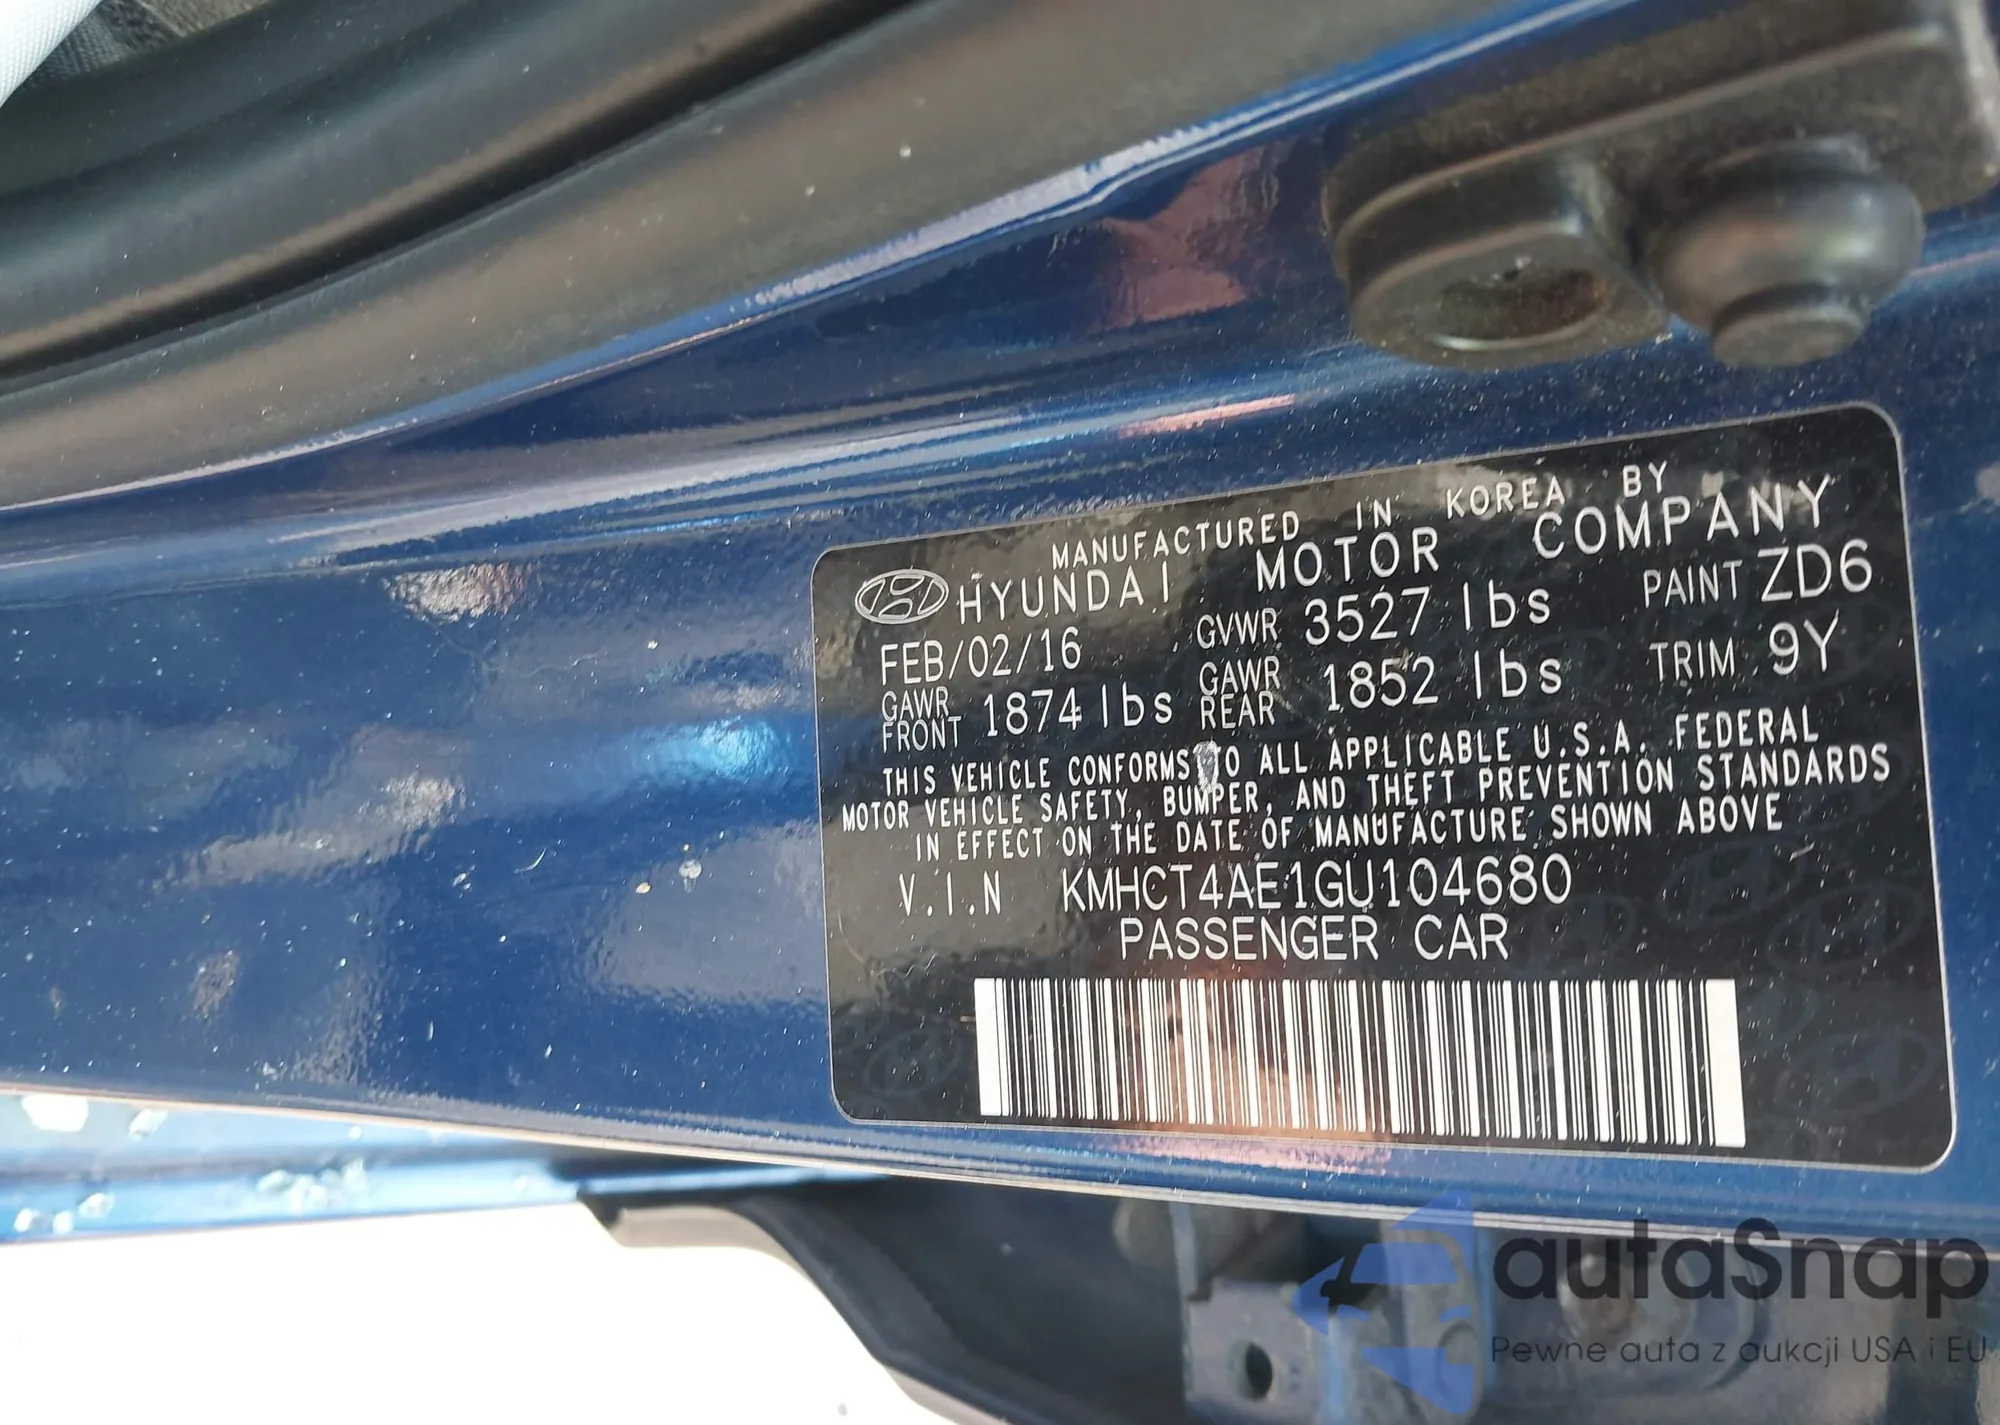 MANUFACTURED IN KOREA BY
HYUNDAI MOTOR COMPANY
FEB/02/16 GVWR 3527 lbs PAINT ZD6
GAWR FRONT 1874 lbs GAWR REAR 1852 lbs TRIM 9Y
THIS VEHICLE CONFORMS TO ALL APPLICABLE U.S.A. FEDERAL
MOTOR VEHICLE SAFETY, BUMPER, AND THEFT PREVENTION STANDARDS
IN EFFECT ON THE DATE OF MANUFACTURE SHOWN ABOVE
V.I.N KMHCT4AE1GU104680
PASSENGER CAR
autaSnap
Pewne auta z aukcji USA i EU